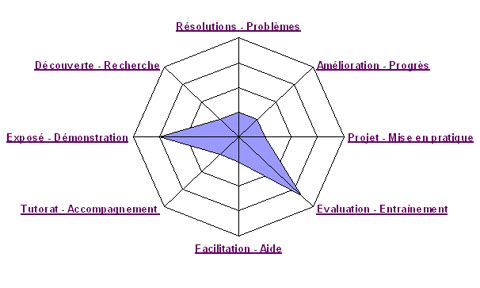 Résolutions - Problèmes
Découverte - Recherche
Amélioration - Progrès
Exposé - Démonstration
Projet - Mise en pratique
Tutorat - Accompagnement
Evaluation - Entraînement
Facilitation - Aide